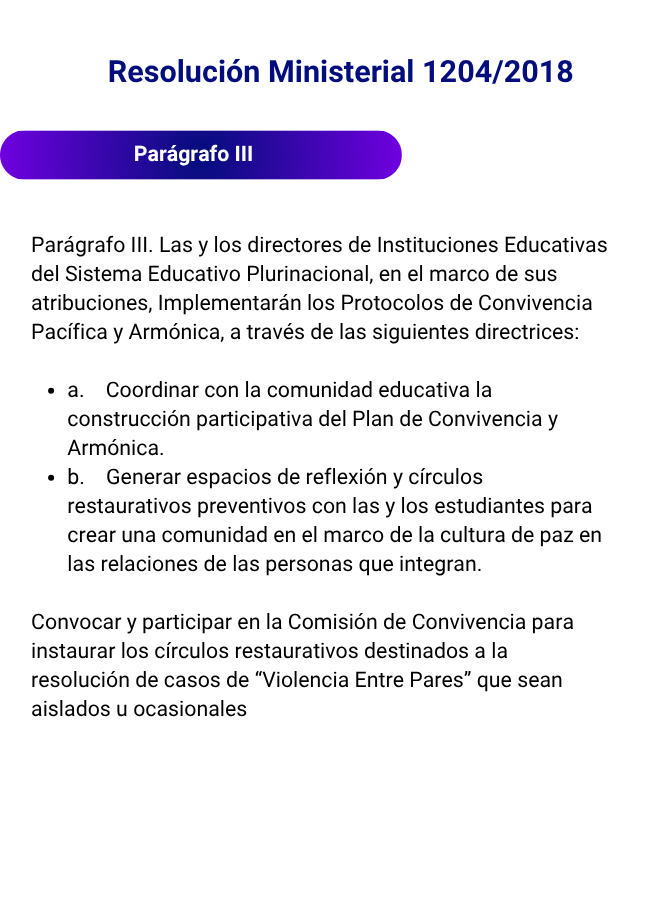 Resolución Ministerial 1204/2018
Parágrafo III
Parágrafo III. Las y los directores de Instituciones Educativas
del Sistema Educativo Plurinacional, en el marco de sus
atribuciones, Implementarán los Protocolos de Convivencia
Pacífica y Armónica, a través de las siguientes directrices:
• a. Coordinar con la comunidad educativa la
construcción participativa del Plan de Convivencia y
Armónica.
• b. Generar espacios de reflexión y círculos
restaurativos preventivos con las y los estudiantes para
crear una comunidad en el marco de la cultura de paz en
las relaciones de las personas que integran.
Convocar y participar en la Comisión de Convivencia para
instaurar los círculos restaurativos destinados a la
resolución de casos de “Violencia Entre Pares” que sean
aislados u ocasionales